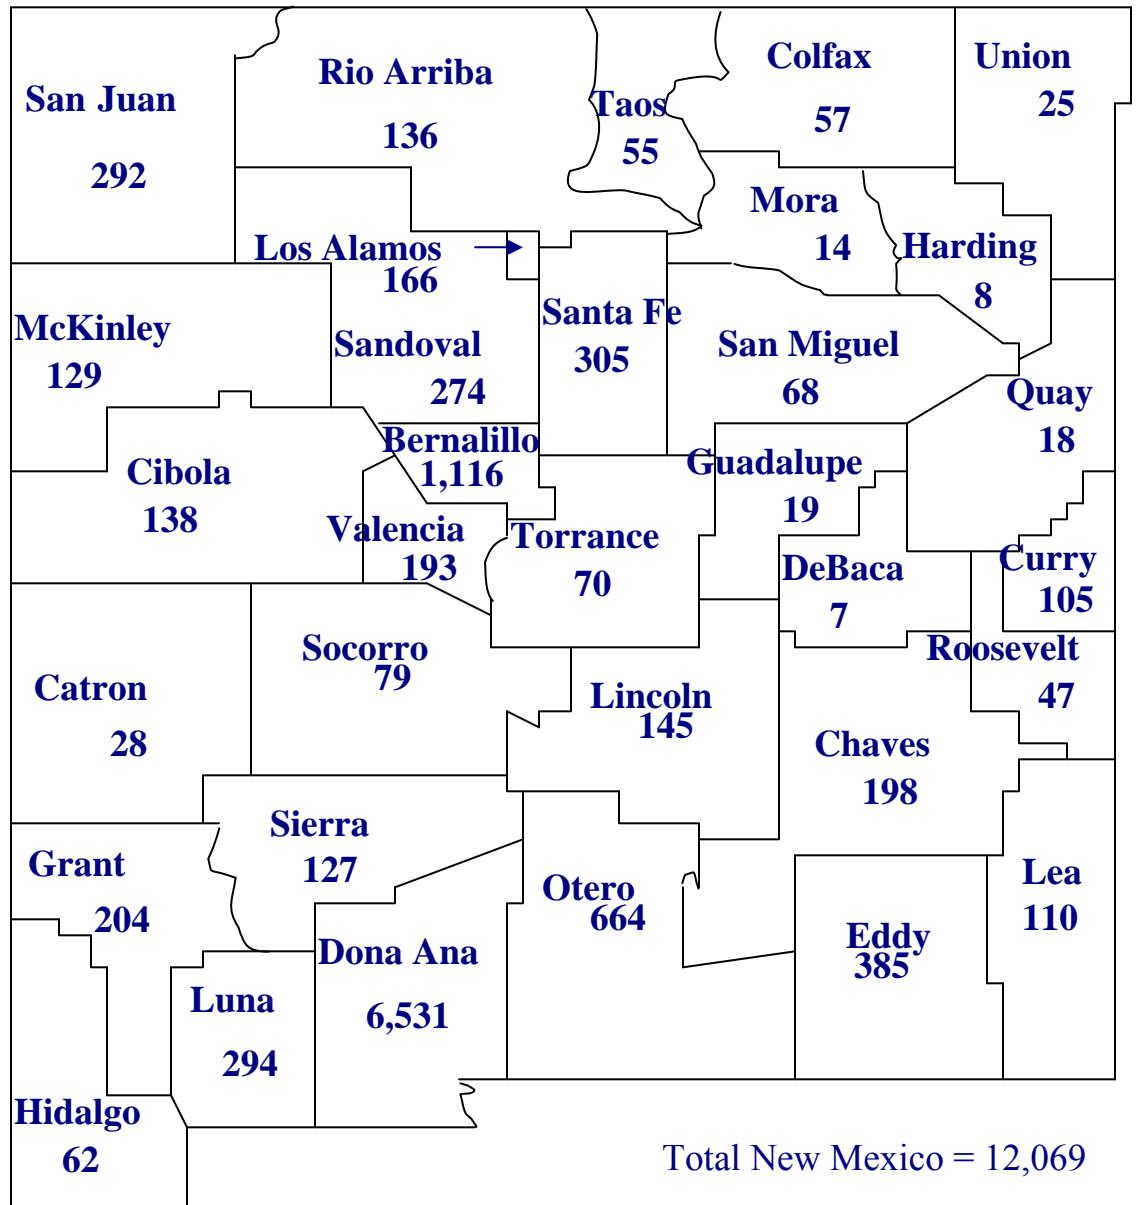 San Juan
292
Rio Arriba
136
Taos
55
Colfax
57
Union
25
Mora
14
Harding
8
Los Alamos
166
McKinley
129
Sandoval
274
Santa Fe
305
San Miguel
68
Quay
18
Bernalillo
1,116
Guadalupe
19
Cibola
138
Valencia
193
Torrance
70
DeBaca
7
Curry
105
Roosevelt
47
Socorro
79
Catron
28
Lincoln
145
Chaves
198
Sierra
127
Grant
204
Otero
664
Lea
110
Eddy
385
Dona Ana
6,531
Luna
294
Hidalgo
62
Total New Mexico = 12,069